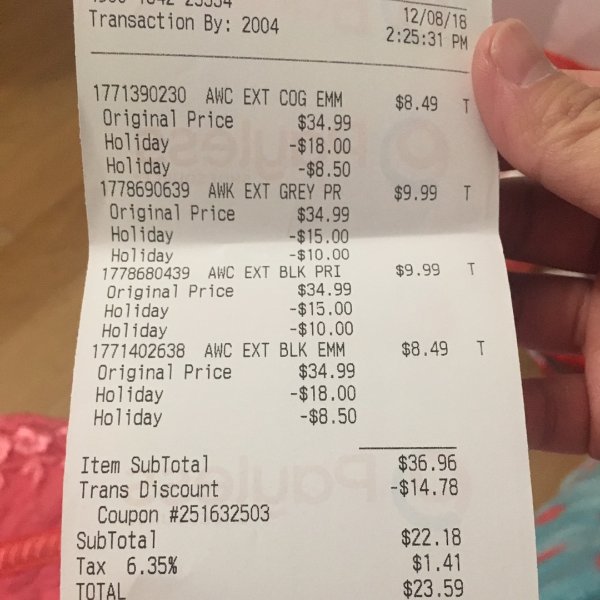 Transaction By: 2004
12/08/18
2:25:31 PM
1771390230 AWC EXT COG EMM $8.49 T
Original Price $34.99
Holiday -$18.00
Holiday -$8.50
1778690639 AWK EXT GREY PR $9.99 T
Original Price $34.99
Holiday -$15.00
Holiday -$10.00
1778680439 AWC EXT BLK PRI $9.99 T
Original Price $34.99
Holiday -$15.00
Holiday -$10.00
1771402638 AWC EXT BLK EMM $8.49 T
Original Price $34.99
Holiday -$18.00
Holiday -$8.50
Item SubTotal $36.96
Trans Discount -$14.78
Coupon #251632503
SubTotal $22.18
Tax 6.35% $1.41
TOTAL $23.59